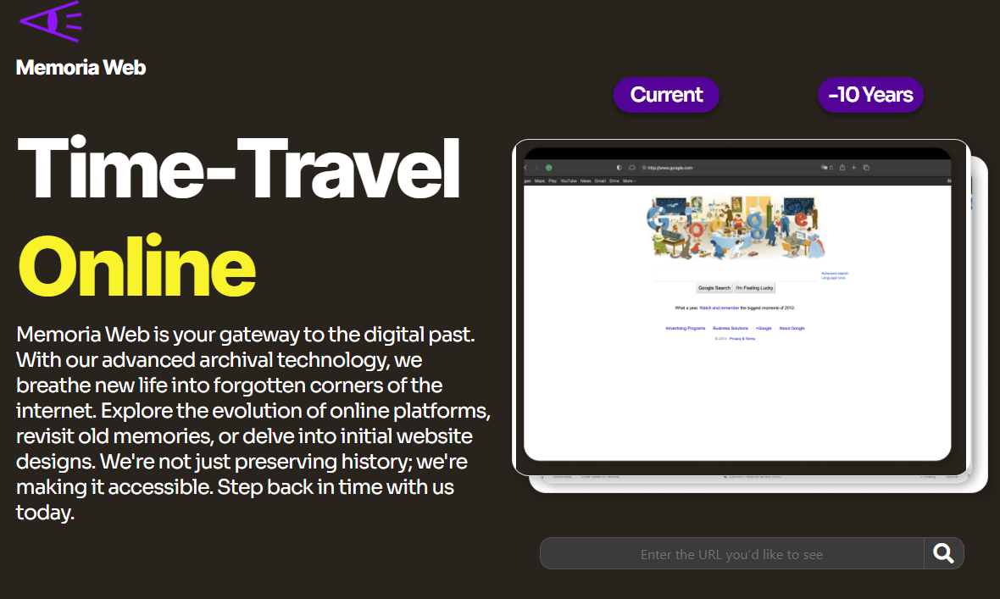 Memoria Web
Current
-10 Years
Time-Travel
Online
Memoria Web is your gateway to the digital past.
With our advanced archival technology, we
breathe new life into forgotten corners of the
internet. Explore the evolution of online platforms,
revisit old memories, or delve into initial website
designs. We're not just preserving history; we're
making it accessible. Step back in time with us
today.
http://www.google.com
Maps Play YouTube News Gmail Drive More
Google
Advanced search
Language tools
Google Search I'm Feeling Lucky
What a year. Watch and remember the biggest moments of 2012.
Advertising Programs Business Solutions +Google About Google
© 2012 - Privacy & Terms
Enter the URL you'd like to see